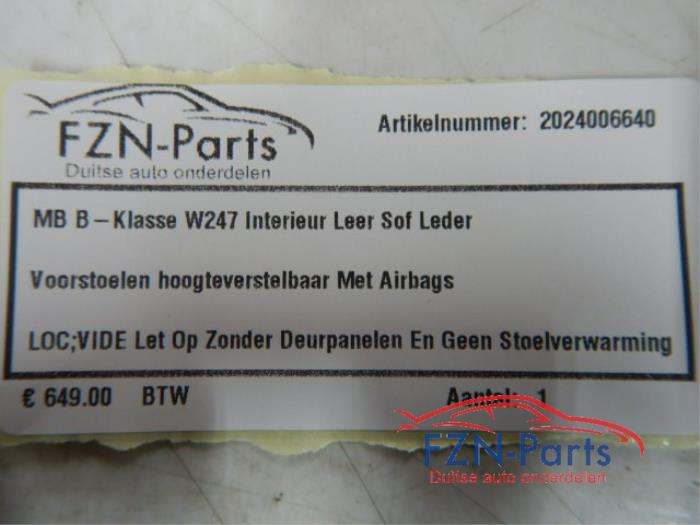 FZN-Parts
Duitse auto onderdelen
Artikelnummer: 2024006640
MB B-Klasse W247 Interieur Leer Sof Leder
Voorstoelen hoogteverstelbaar Met Airbags
LOC;VIDE Let Op Zonder Deurpanelen En Geen Stoelverwarming
€ 649.00 BTW Aantal: 1
FZN-Parts
Duitse auto onderdelen